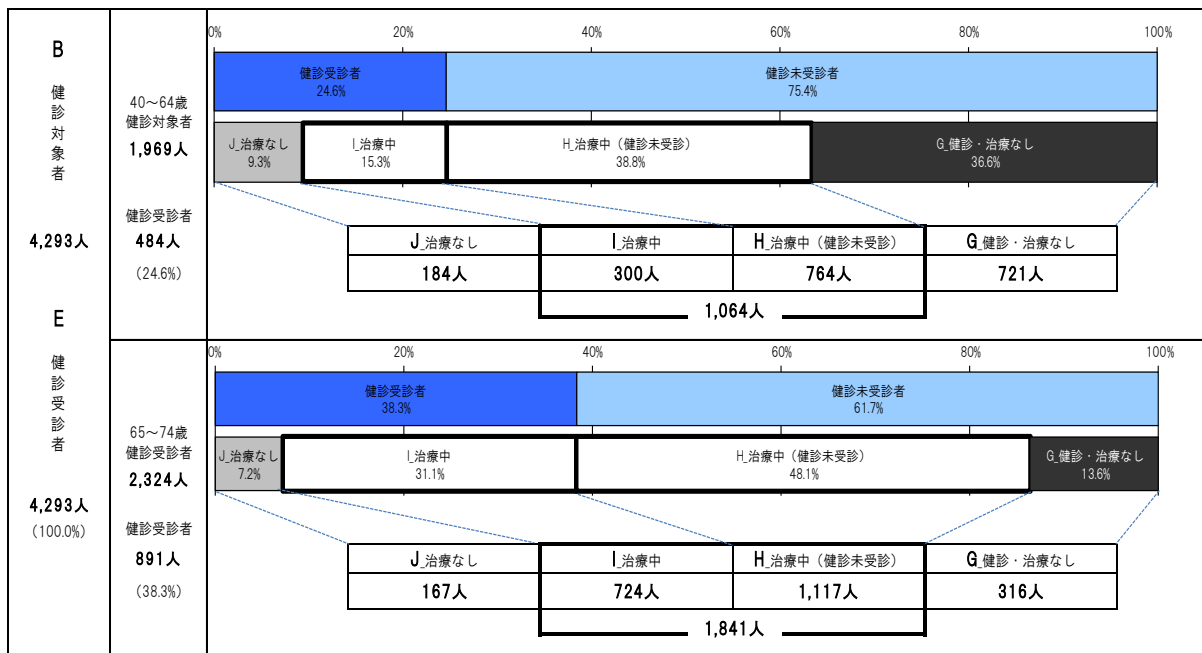 B
健
診
対
象
者
4,293人
E
健
診
受
診
者
4,293人
(100.0%)
40～64歳
健診対象者
1,969人
健診受診者
484人
(24.6%)
0%
20%
40%
60%
80%
100%
健診受診者
24.6%
健診未受診者
75.4%
J_治療なし
9.3%
I_治療中
15.3%
H_治療中（健診未受診）
38.8%
G_健診・治療なし
36.6%
J_治療なし
I_治療中
H_治療中（健診未受診）
G_健診・治療なし
184人
300人
764人
721人
1,064人
65～74歳
健診受診者
2,324人
健診受診者
891人
(38.3%)
0%
20%
40%
60%
80%
100%
健診受診者
38.3%
健診未受診者
61.7%
J_治療なし
7.2%
I_治療中
31.1%
H_治療中（健診未受診）
48.1%
G_健診・治療なし
13.6%
J_治療なし
I_治療中
H_治療中（健診未受診）
G_健診・治療なし
167人
724人
1,117人
316人
1,841人